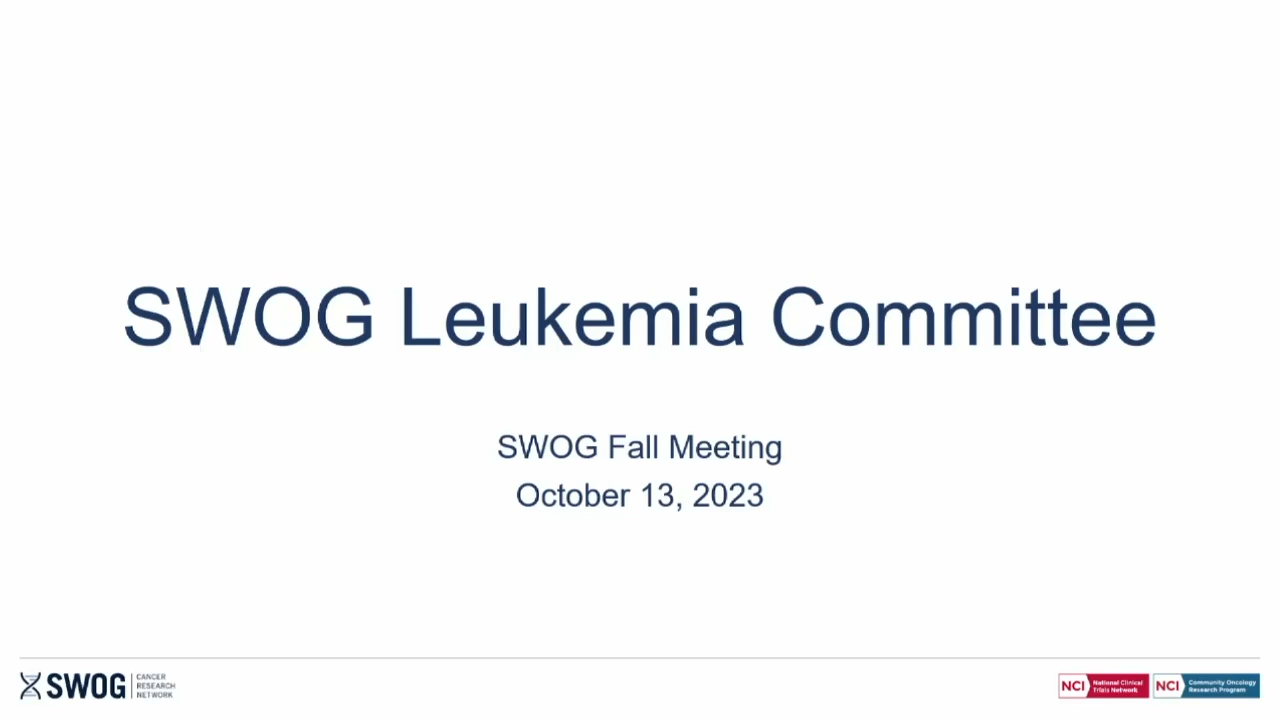 SWOG Leukemia Committee
SWOG Fall Meeting
October 13, 2023
SWOG
CANCER
RESEARCH
NETWORK
NCI
National Clinical
Trials Network
NCI
Community Oncology
Research Program